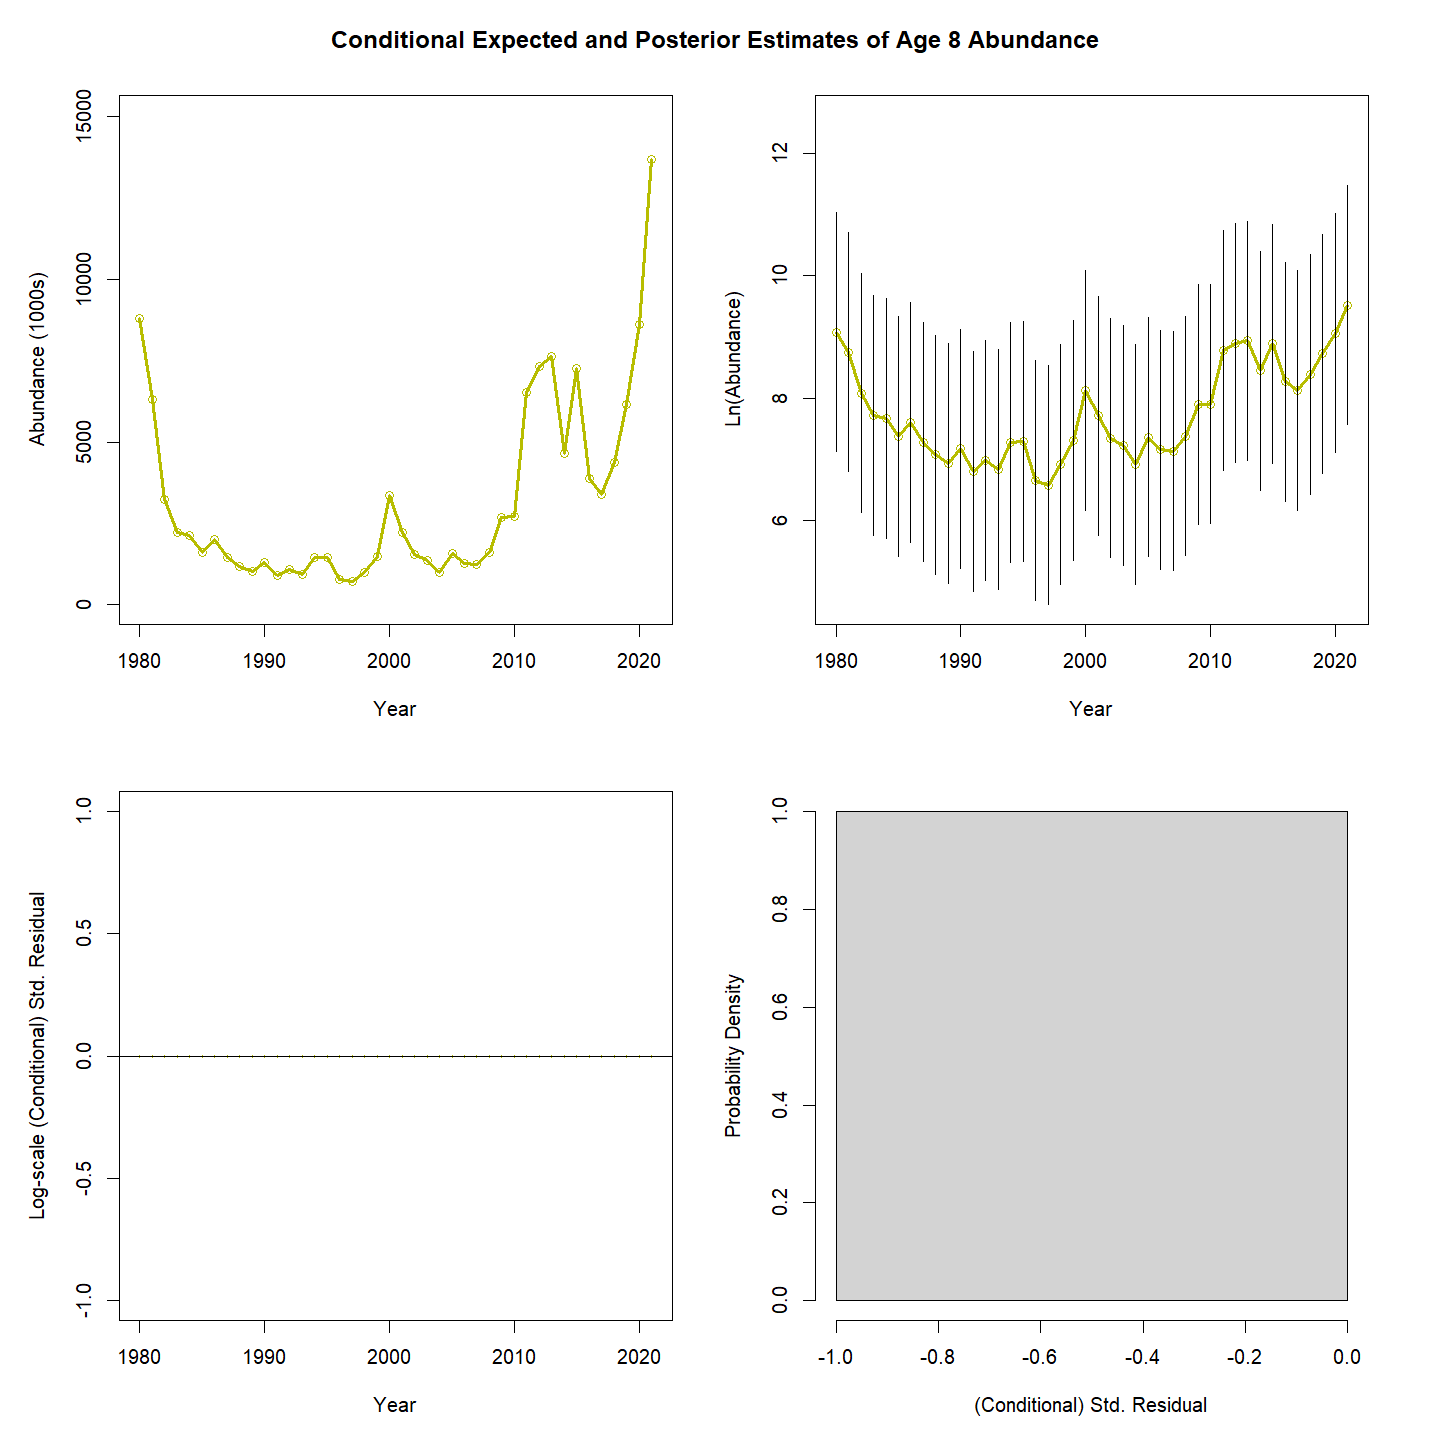 Conditional Expected and Posterior Estimates of Age 8 Abundance
Abundance (1000s)
15000
10000
5000
0
1980 1990 2000 2010 2020
Year
Ln(Abundance)
12
10
8
6
1980 1990 2000 2010 2020
Year
Log-scale (Conditional) Std. Residual
1.0
0.5
0.0
-0.5
-1.0
1980 1990 2000 2010 2020
Year
Probability Density
1.0
0.8
0.6
0.4
0.2
0.0
-1.0 -0.8 -0.6 -0.4 -0.2 0.0
(Conditional) Std. Residual